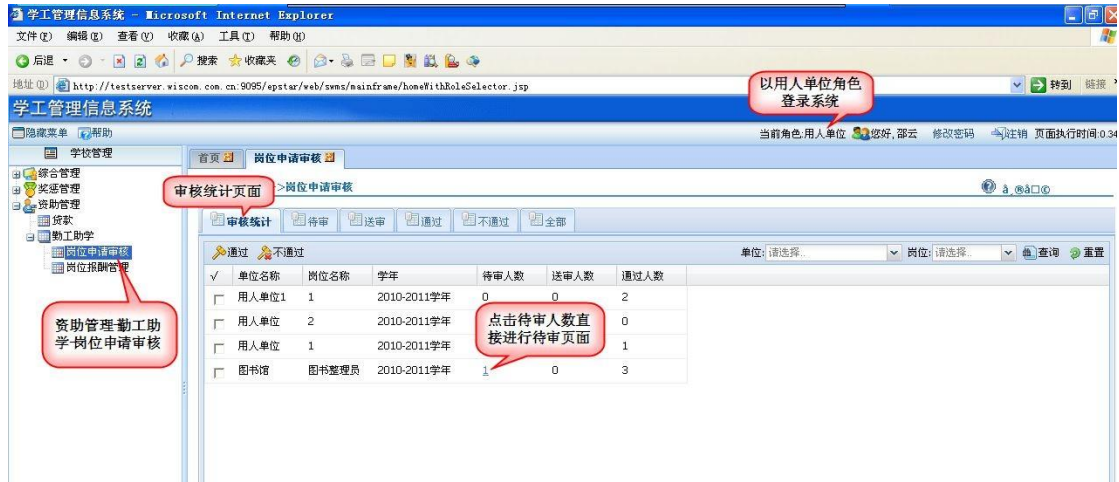 学工管理信息系统 - Microsoft Internet Explorer
文件(F) 编辑(E) 查看(V) 收藏(A) 工具(T) 帮助(H)
后退 搜索 收藏夹
地址(D) http://testserver.wiscom.com.cn:9095/epstar/web/swms/mainframe/homeWithRoleSelector.jsp 转到 链接
以用人单位角色
登录系统
学工管理信息系统
隐藏菜单 帮助 当前角色:用人单位 您好,邵云 修改密码 注销 页面执行时间:0.34
学校管理 首页 岗位申请审核
综合管理
奖惩管理 审核统计页面 >岗位申请审核
资助管理
贷款 审核统计 待审 送审 通过 不通过 全部
勤工助学
岗位申请审核 通过 不通过 单位: 请选择.. 岗位: 请选择.. 查询 重置
岗位报酬管理
√ 单位名称 岗位名称 学年 待审人数 送审人数 通过人数
用人单位1 1 2010-2011学年 0 0 2
用人单位 2 2010-2011学年 0
用人单位 1 2010-2011学年 1
图书馆 图书整理员 2010-2011学年 1 0 3
点击待审人数直
接进行待审页面
资助管理-勤工助
学-岗位申请审核